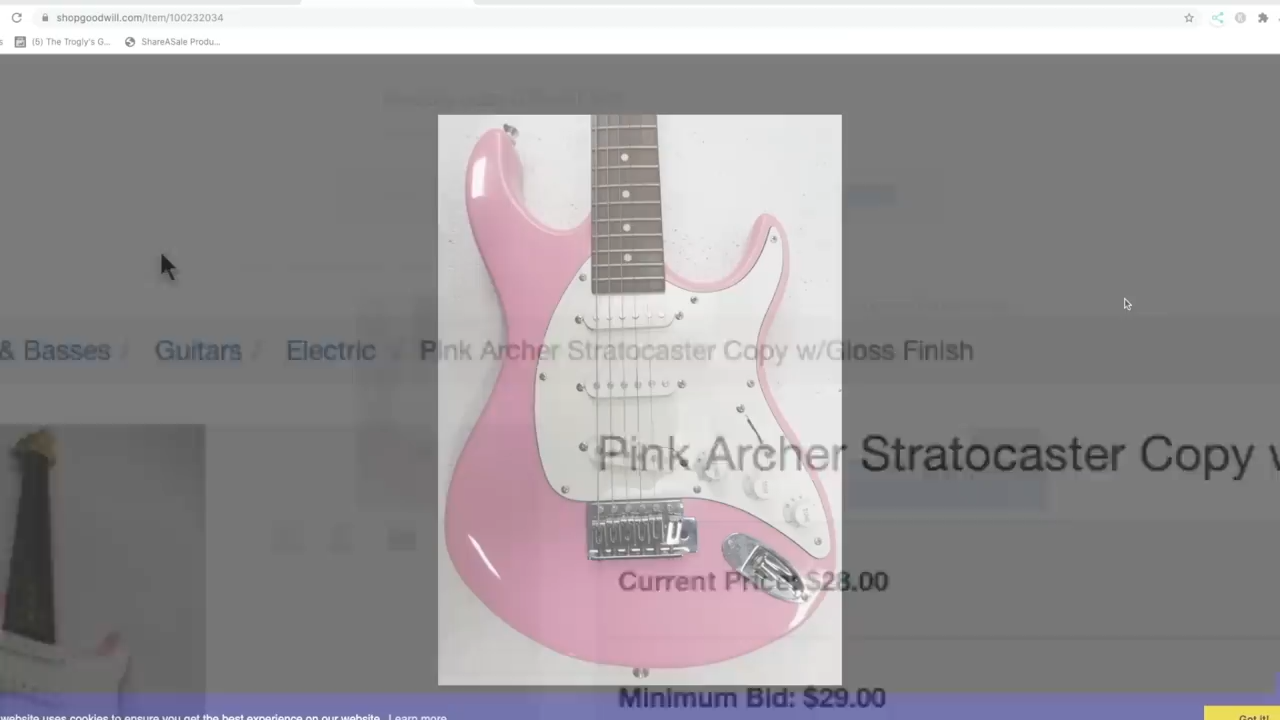 shopgoodwill.com/item/100232034
(5) The Trogly's G...
ShareASale Produ...
& Basses / Guitars / Electric / Pink Archer Stratocaster Copy w/Gloss Finish
Pink Archer Stratocaster Copy
Current Price: $28.00
Minimum Bid: $29.00
website uses cookies to ensure you get the best experience on our website. Learn more
Got it!